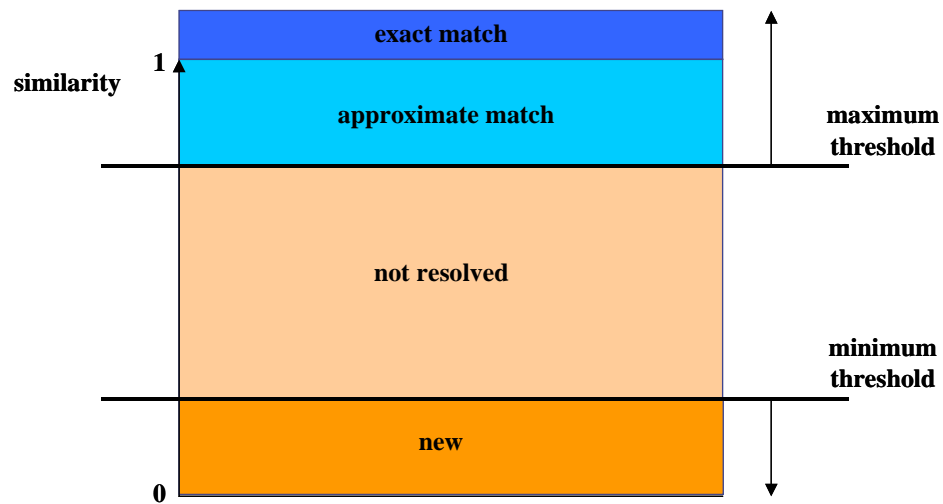 exact match
1
similarity
approximate match
maximum
threshold
not resolved
minimum
threshold
new
0